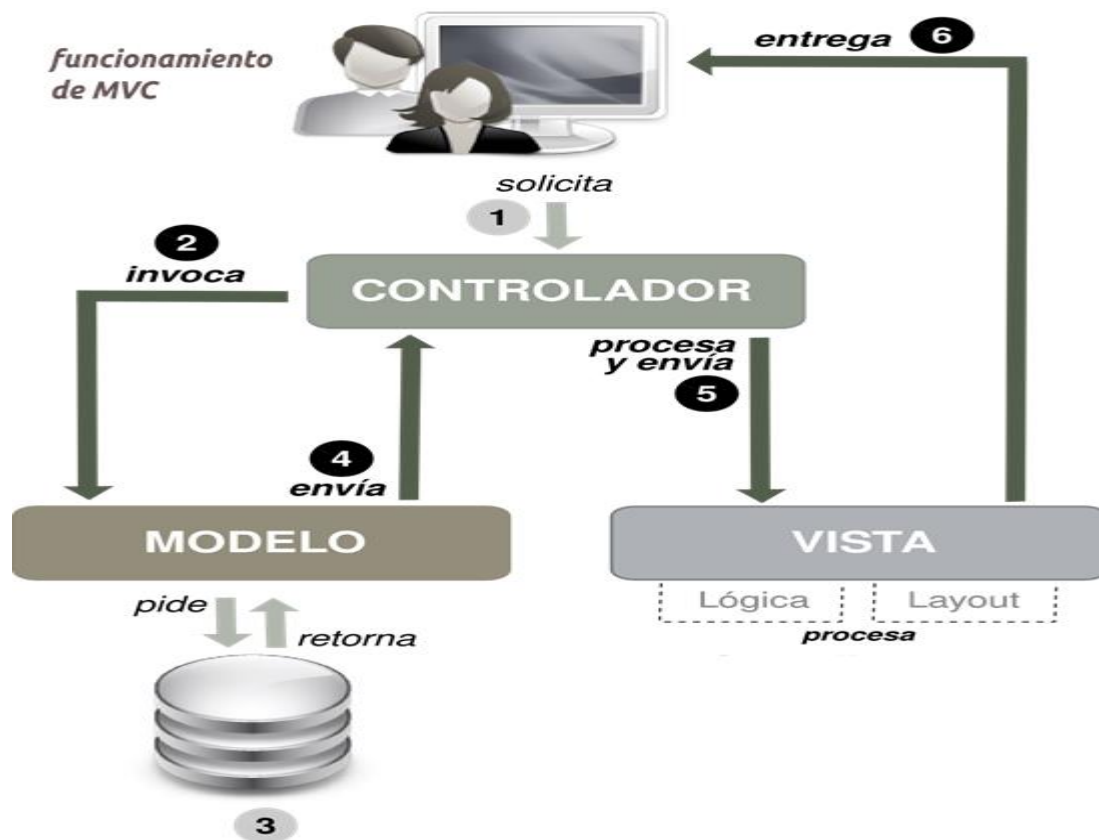 funcionamiento
de MVC
entrega 6
solicita
1
2
invoca
CONTROLADOR
procesa
y envía
5
4
envía
MODELO
VISTA
pide
retorna
Lógica
Layout
procesa
3